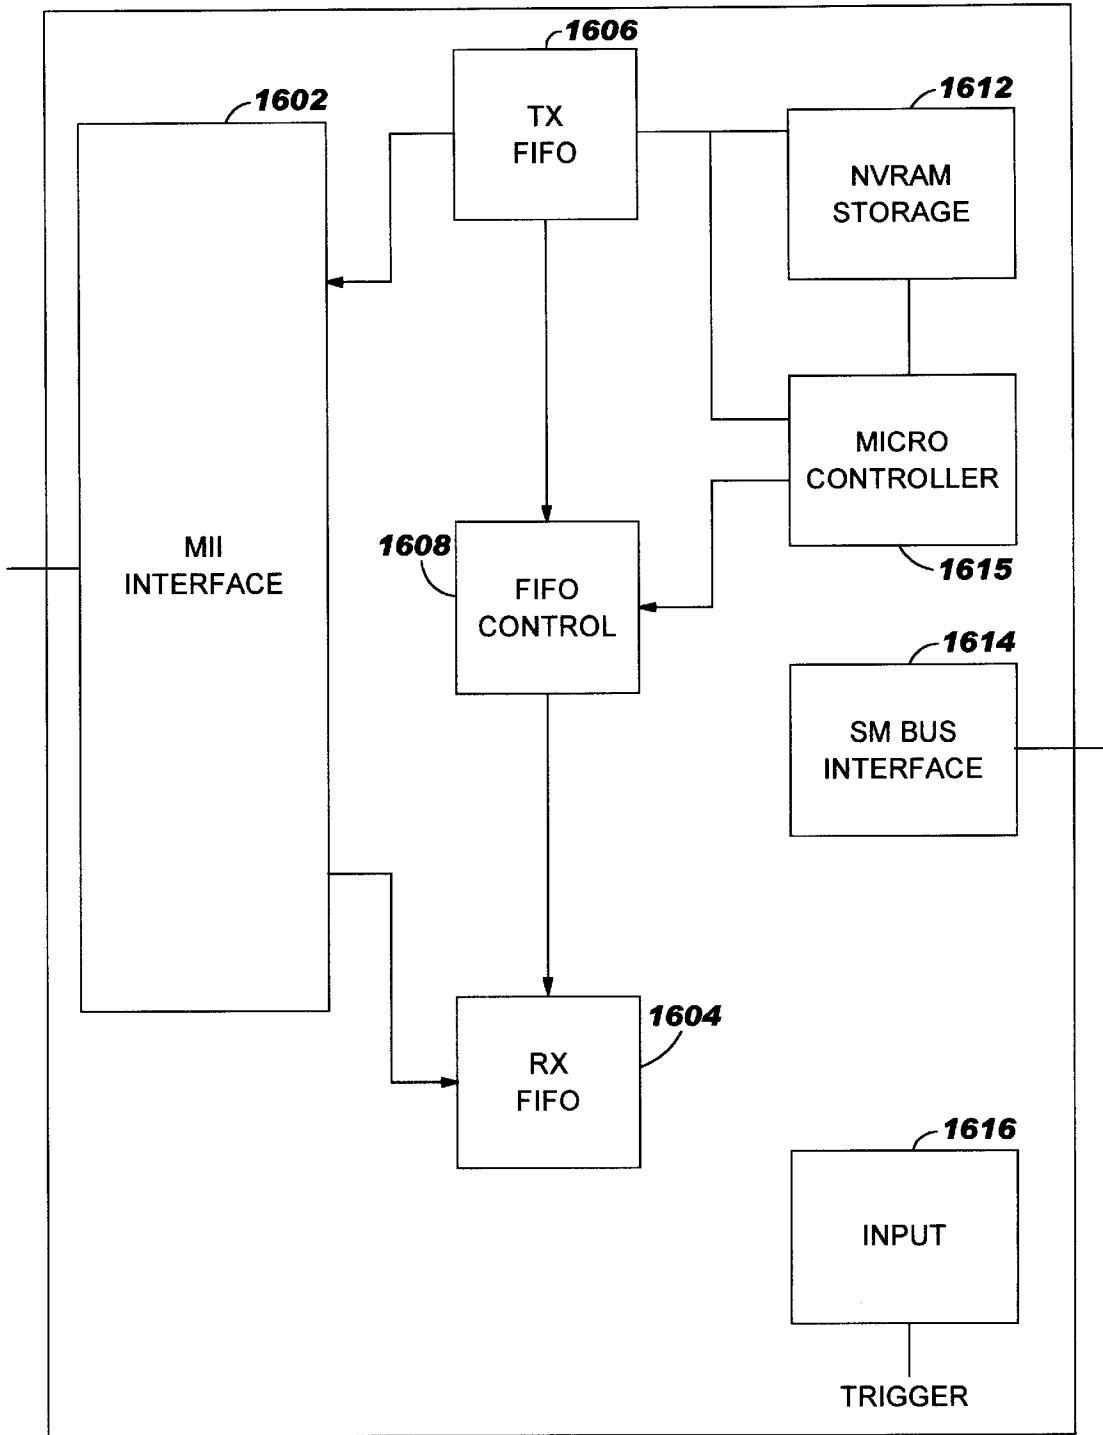 1606
TX
FIFO
1602
1612
NVRAM
STORAGE
MII
INTERFACE
1608
FIFO
CONTROL
MICRO
CONTROLLER
1615
1614
SM BUS
INTERFACE
1604
RX
FIFO
1616
INPUT
TRIGGER